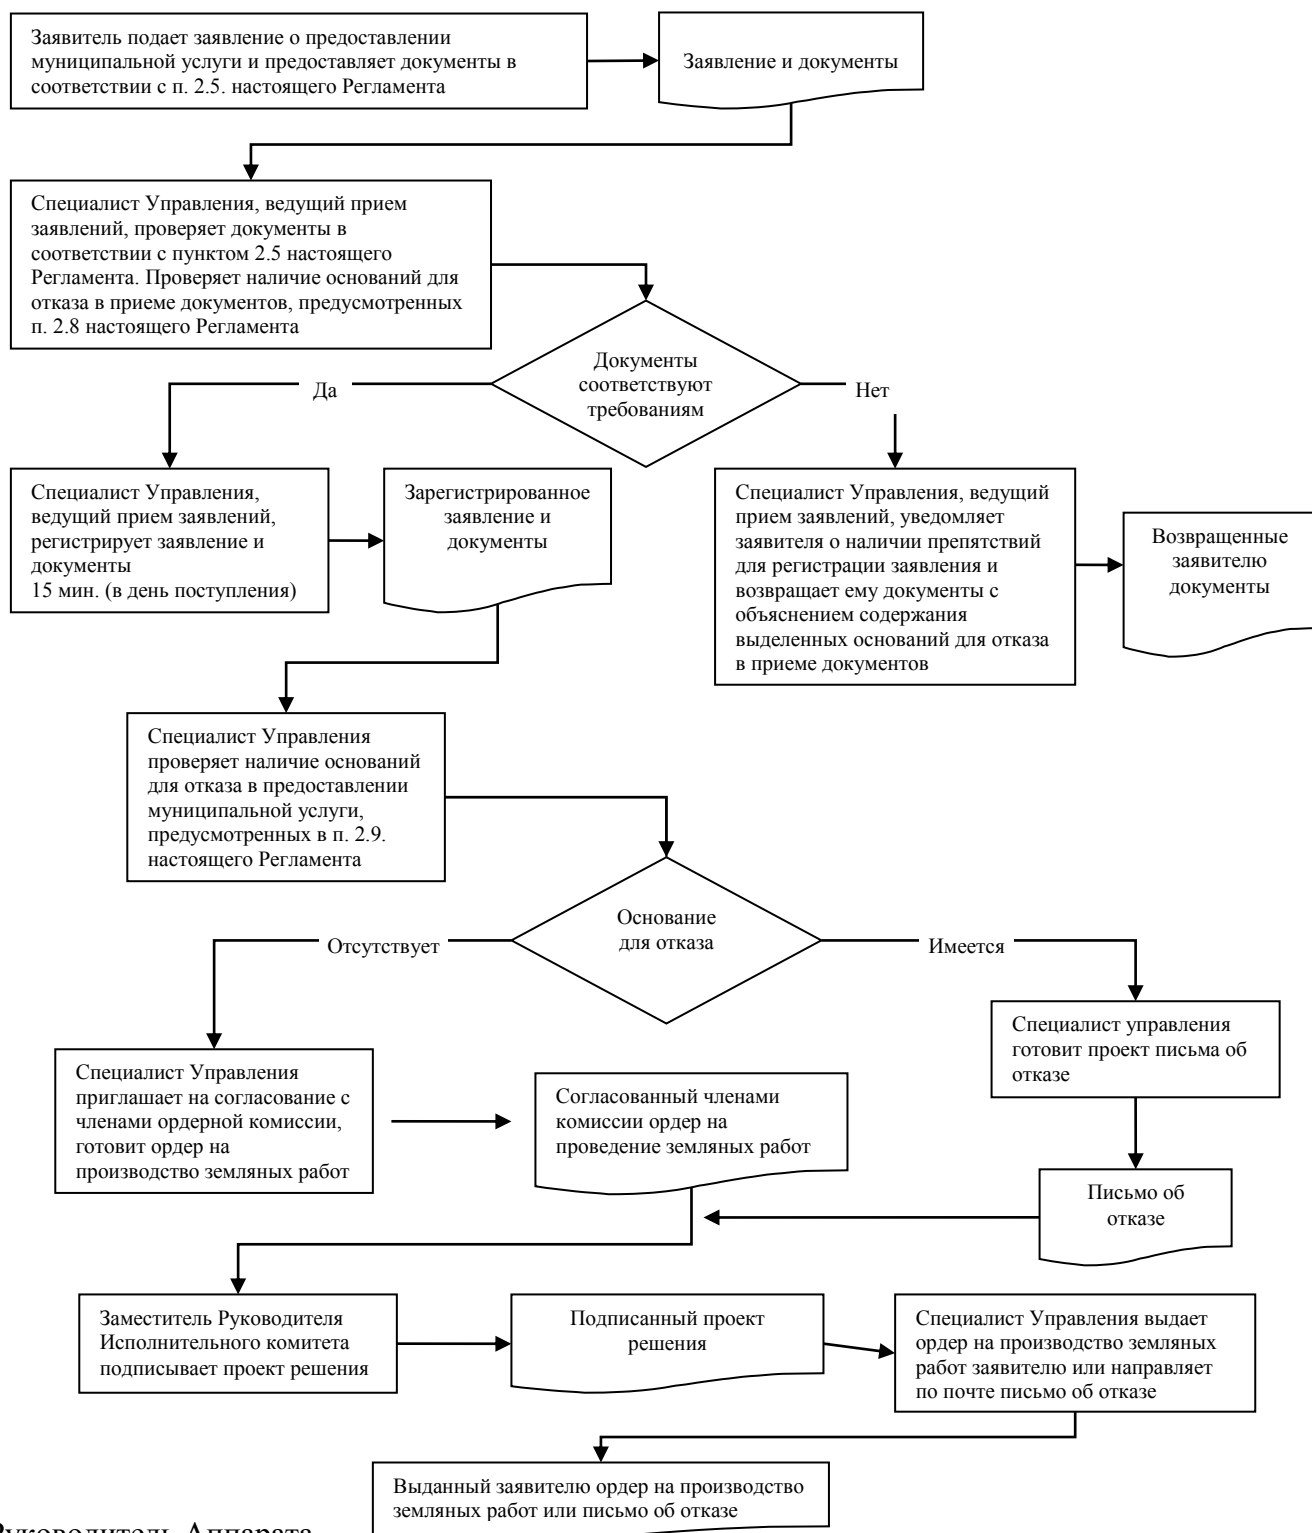 Заявитель подает заявление о предоставлении
муниципальной услуги и предоставляет документы в
соответствии с п. 2.5. настоящего Регламента
Заявление и документы
Специалист Управления, ведущий прием
заявлений, проверяет документы в
соответствии с пунктом 2.5 настоящего
Регламента. Проверяет наличие оснований для
отказа в приеме документов, предусмотренных
п. 2.8 настоящего Регламента
Документы
соответствуют
требованиям
Да
Нет
Специалист Управления,
ведущий прием заявлений,
регистрирует заявление и
документы
15 мин. (в день поступления)
Зарегистрированное
заявление и
документы
Специалист Управления, ведущий
прием заявлений, уведомляет
заявителя о наличии препятствий
для регистрации заявления и
возвращает ему документы с
объяснением содержания
выделенных оснований для отказа
в приеме документов
Возвращенные
заявителю
документы
Специалист Управления
проверяет наличие оснований
для отказа в предоставлении
муниципальной услуги,
предусмотренных в п. 2.9.
настоящего Регламента
Основание
для отказа
Отсутствует
Имеется
Специалист управления
готовит проект письма об
отказе
Специалист Управления
приглашает на согласование с
членами ордерной комиссии,
готовит ордер на
производство земляных работ
Согласованный членами
комиссии ордер на
проведение земляных работ
Письмо об
отказе
Заместитель Руководителя
Исполнительного комитета
подписывает проект решения
Подписанный проект
решения
Специалист Управления выдает
ордер на производство земляных
работ заявителю или направляет
по почте письмо об отказе
Выданный заявителю ордер на производство
земляных работ или письмо об отказе
Руководитель Аппарата